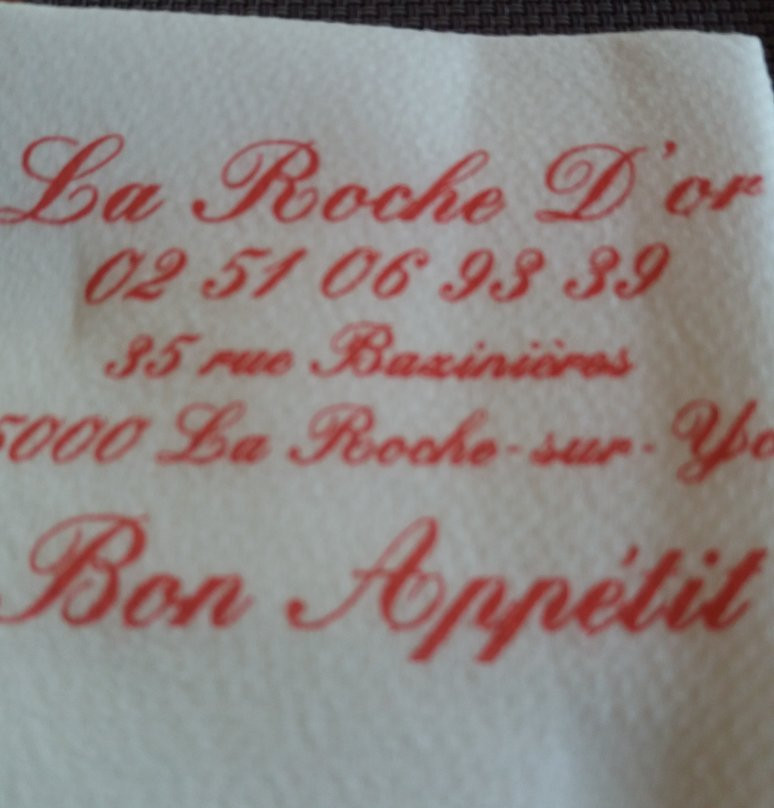 La Roche D'or
02 51 06 93 39
35 rue Bazinières
5000 La Roche-sur-Yo
Bon Appétit